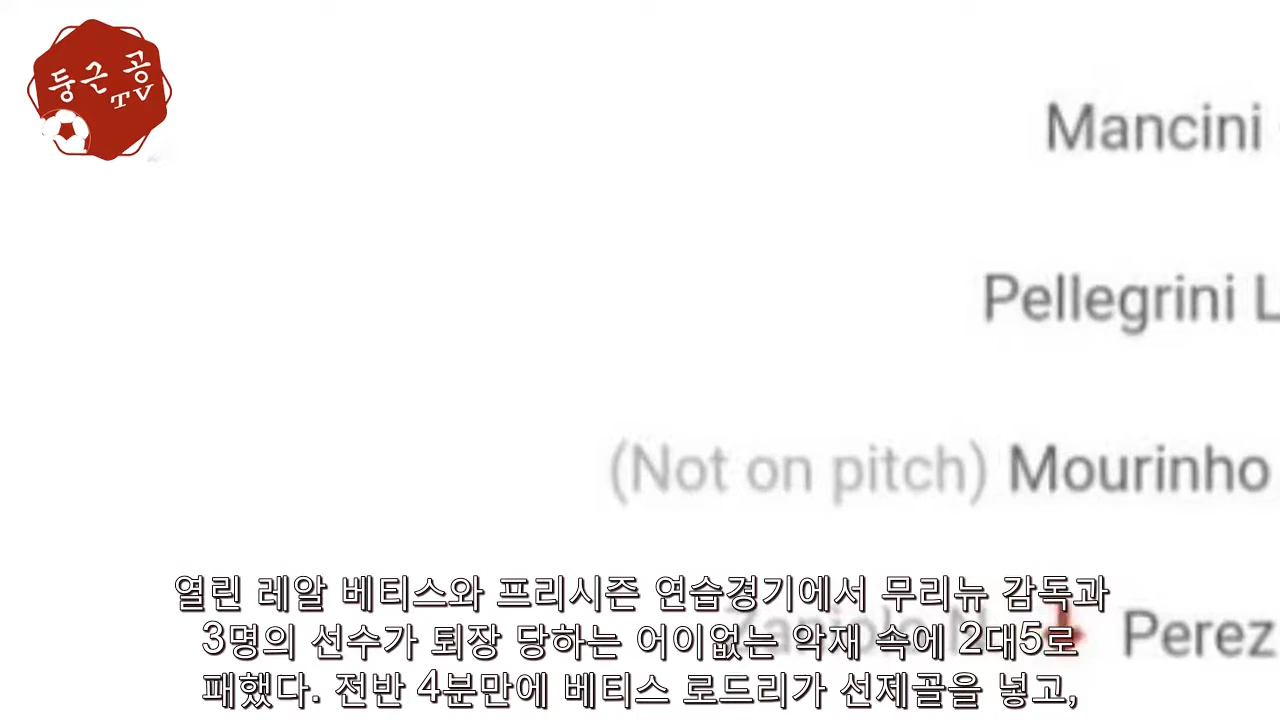 둥근 공
TV
Mancini
Pellegrini L
(Not on pitch) Mourinho
Zaniolo N. Perez
열린 레알 베티스와 프리시즌 연습경기에서 무리뉴 감독과
3명의 선수가 퇴장 당하는 어이없는 악재 속에 2대5로
패했다. 전반 4분만에 베티스 로드리가 선제골을 넣고,